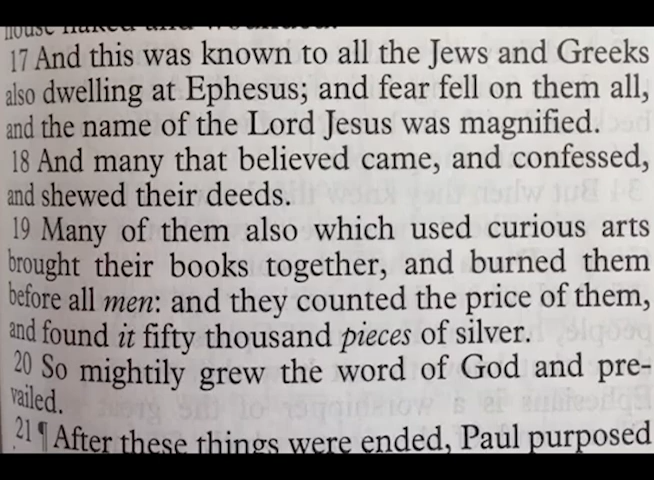 house naked and wounded.
17 And this was known to all the Jews and Greeks
also dwelling at Ephesus; and fear fell on them all,
and the name of the Lord Jesus was magnified.
18 And many that believed came, and confessed,
and shewed their deeds.
19 Many of them also which used curious arts
brought their books together, and burned them
before all men: and they counted the price of them,
and found it fifty thousand pieces of silver.
20 So mightily grew the word of God and pre-
vailed.
21 ¶ After these things were ended, Paul purposed